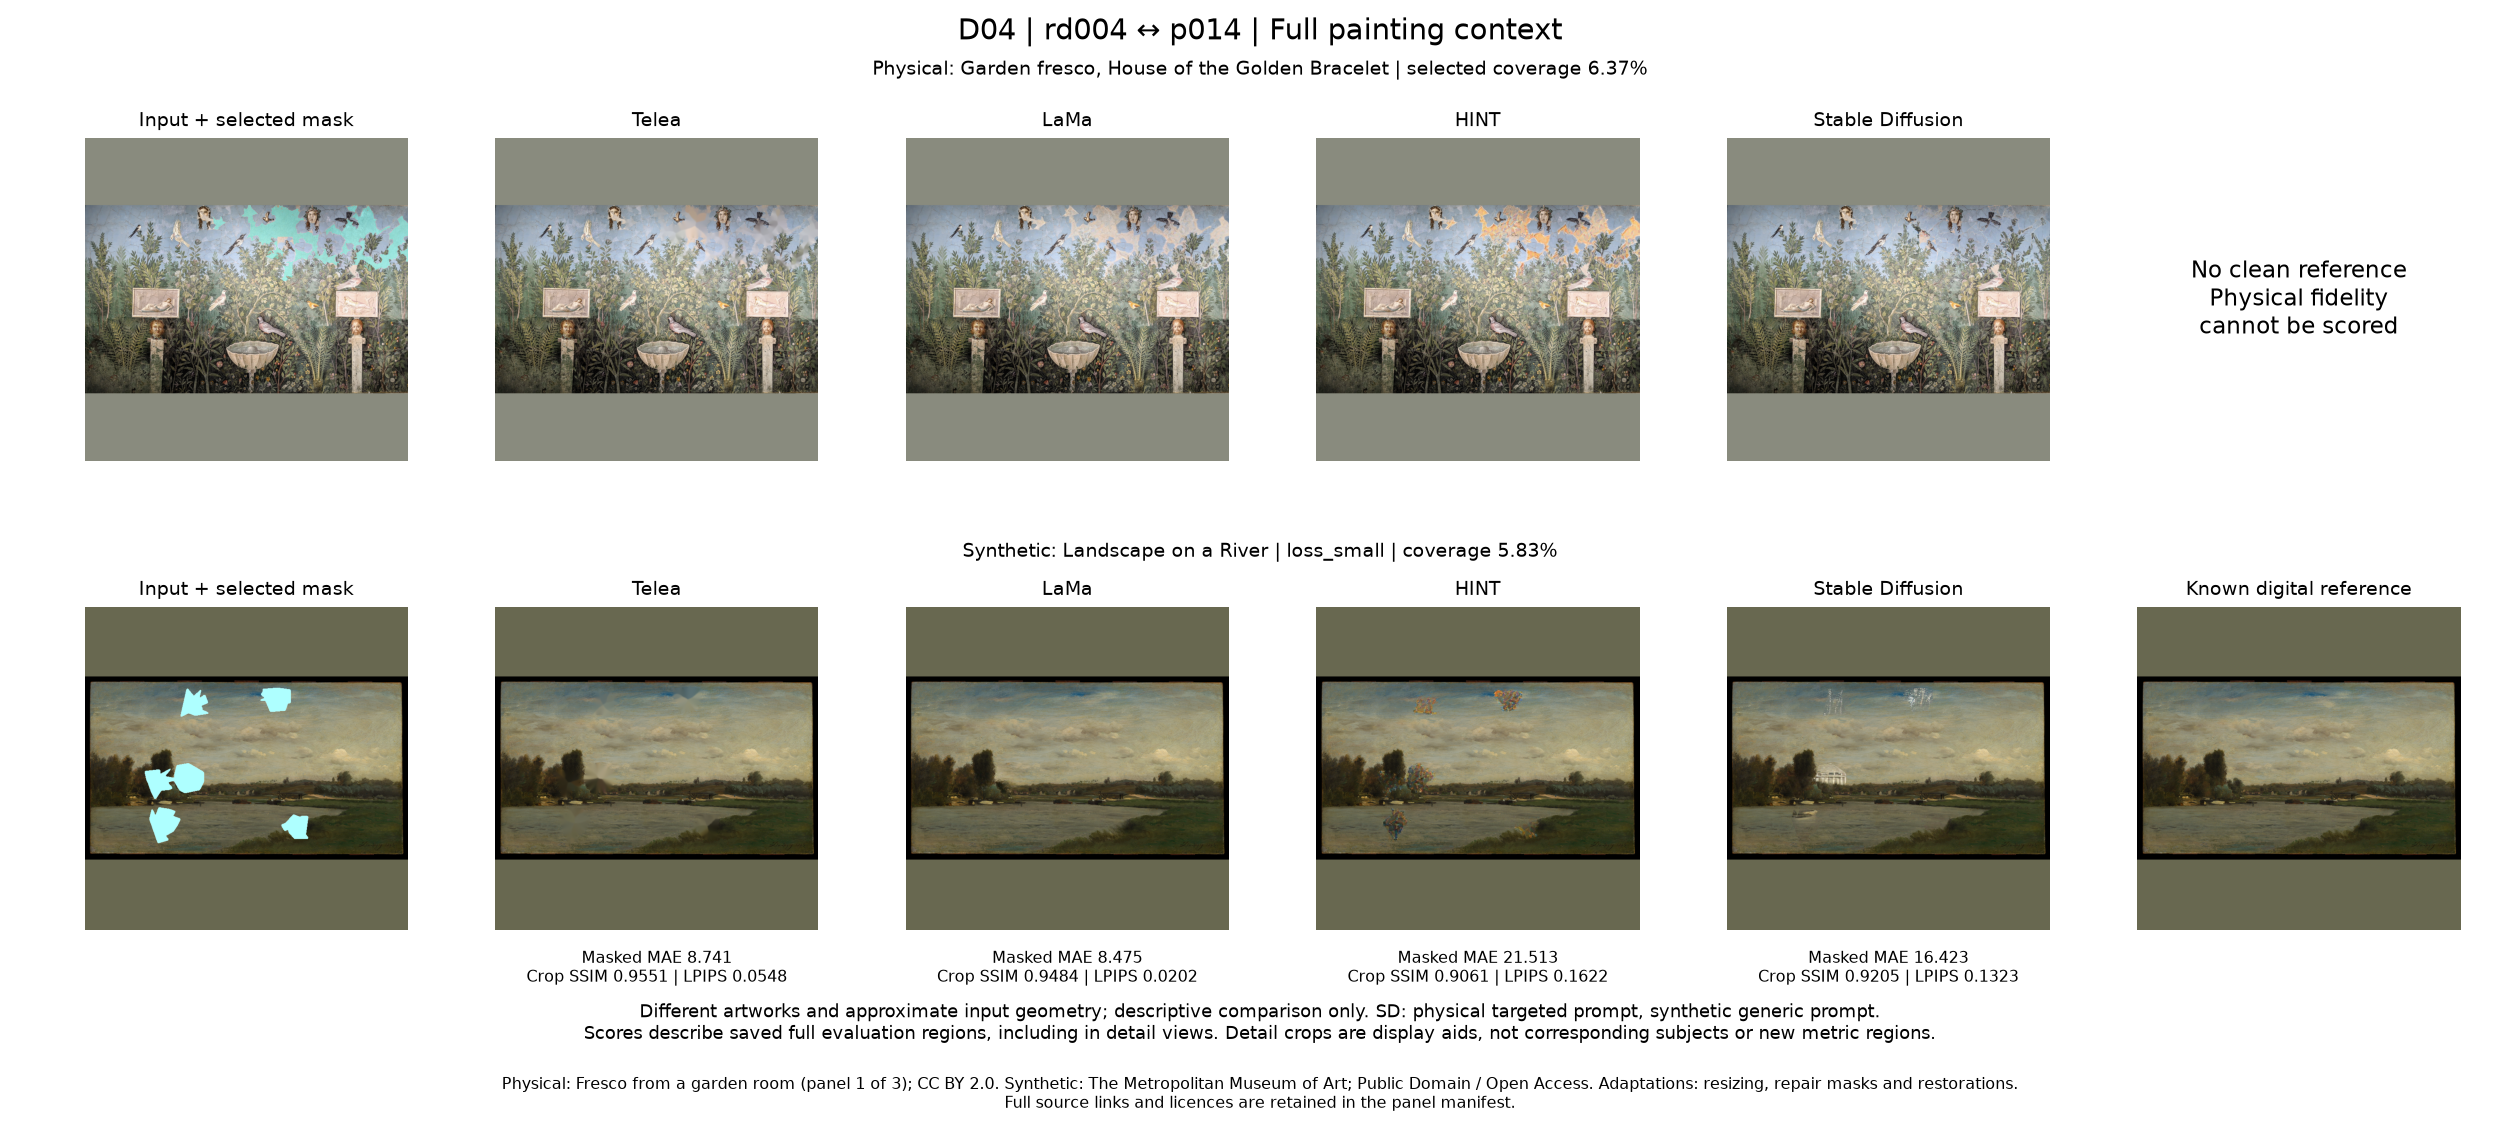 D04 | rd004 ↔ p014 | Full painting context
Physical: Garden fresco, House of the Golden Bracelet | selected coverage 6.37%
Input + selected mask
Telea
LaMa
HINT
Stable Diffusion
No clean reference
Physical fidelity
cannot be scored
Synthetic: Landscape on a River | loss_small | coverage 5.83%
Input + selected mask
Telea
LaMa
HINT
Stable Diffusion
Known digital reference
Masked MAE 8.741
Crop SSIM 0.9551 | LPIPS 0.0548
Masked MAE 8.475
Crop SSIM 0.9484 | LPIPS 0.0202
Masked MAE 21.513
Crop SSIM 0.9061 | LPIPS 0.1622
Masked MAE 16.423
Crop SSIM 0.9205 | LPIPS 0.1323
Different artworks and approximate input geometry; descriptive comparison only. SD: physical targeted prompt, synthetic generic prompt.
Scores describe saved full evaluation regions, including in detail views. Detail crops are display aids, not corresponding subjects or new metric regions.
Physical: Fresco from a garden room (panel 1 of 3); CC BY 2.0. Synthetic: The Metropolitan Museum of Art; Public Domain / Open Access. Adaptations: resizing, repair masks and restorations.
Full source links and licences are retained in the panel manifest.